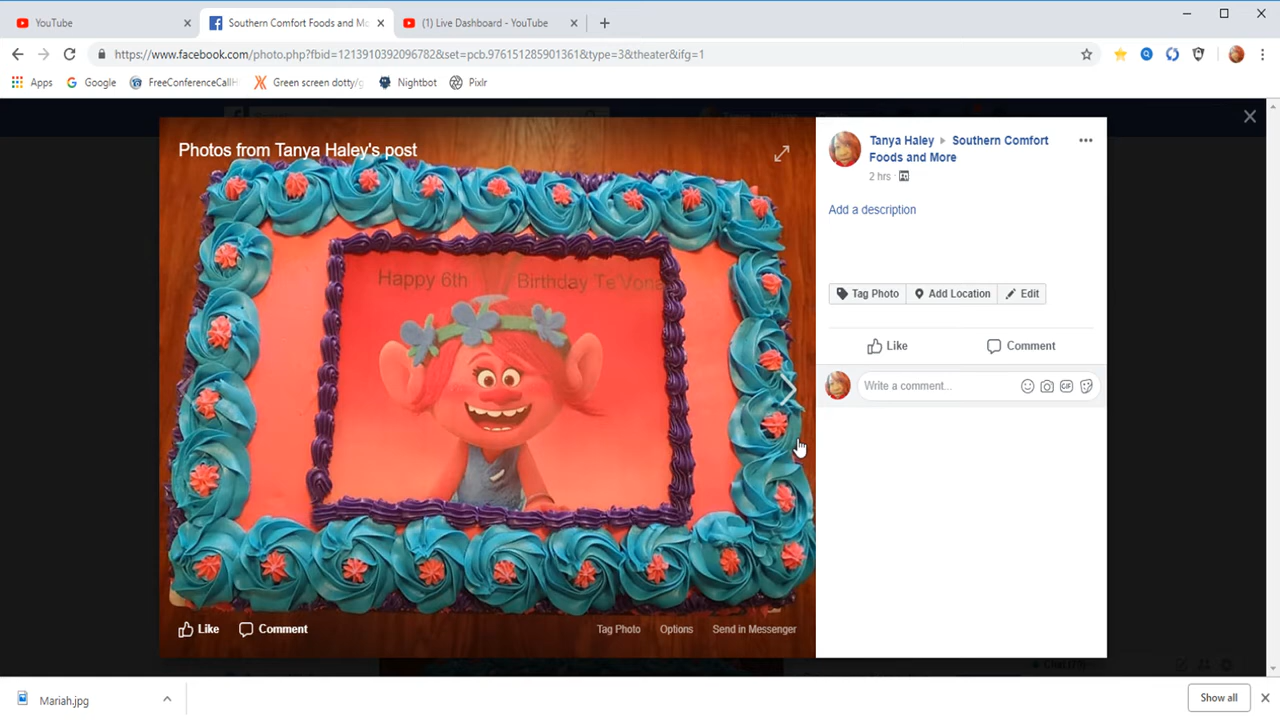 YouTube
Southern Comfort Foods and Mo
(1) Live Dashboard - YouTube
https://www.facebook.com/photo.php?fbid=1213910392096782&set=pcb.976151285901361&type=3&theater&ifg=1
Apps
Google
FreeConferenceCallH
Green screen dotty/g
Nightbot
Pixlr
Photos from Tanya Haley's post
Happy 6th Birthday Te'Vona
Like
Comment
Tag Photo
Options
Send in Messenger
Tanya Haley ▸ Southern Comfort
Foods and More
2 hrs ·
Add a description
Tag Photo
Add Location
Edit
Like
Comment
Write a comment...
GIF
Mariah.jpg
Show all